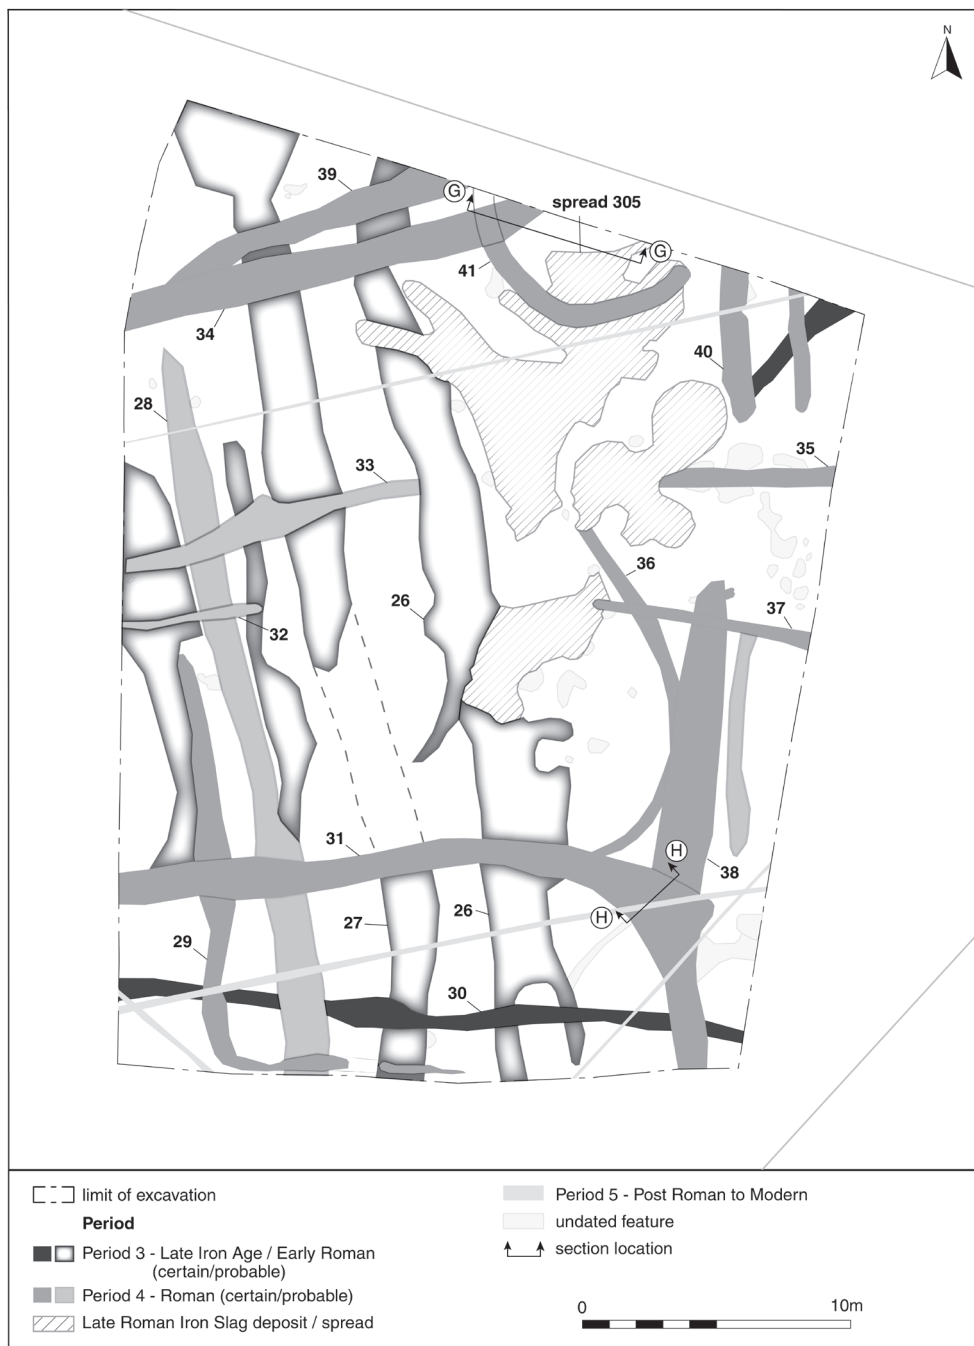 N
39
G
spread 305
G
41
34
40
28
33
35
36
26
37
32
31
H
38
27
26
H
29
30
limit of excavation
Period
Period 3 - Late Iron Age / Early Roman
(certain/probable)
Period 4 - Roman (certain/probable)
Late Roman Iron Slag deposit / spread
Period 5 - Post Roman to Modern
undated feature
section location
0 10m